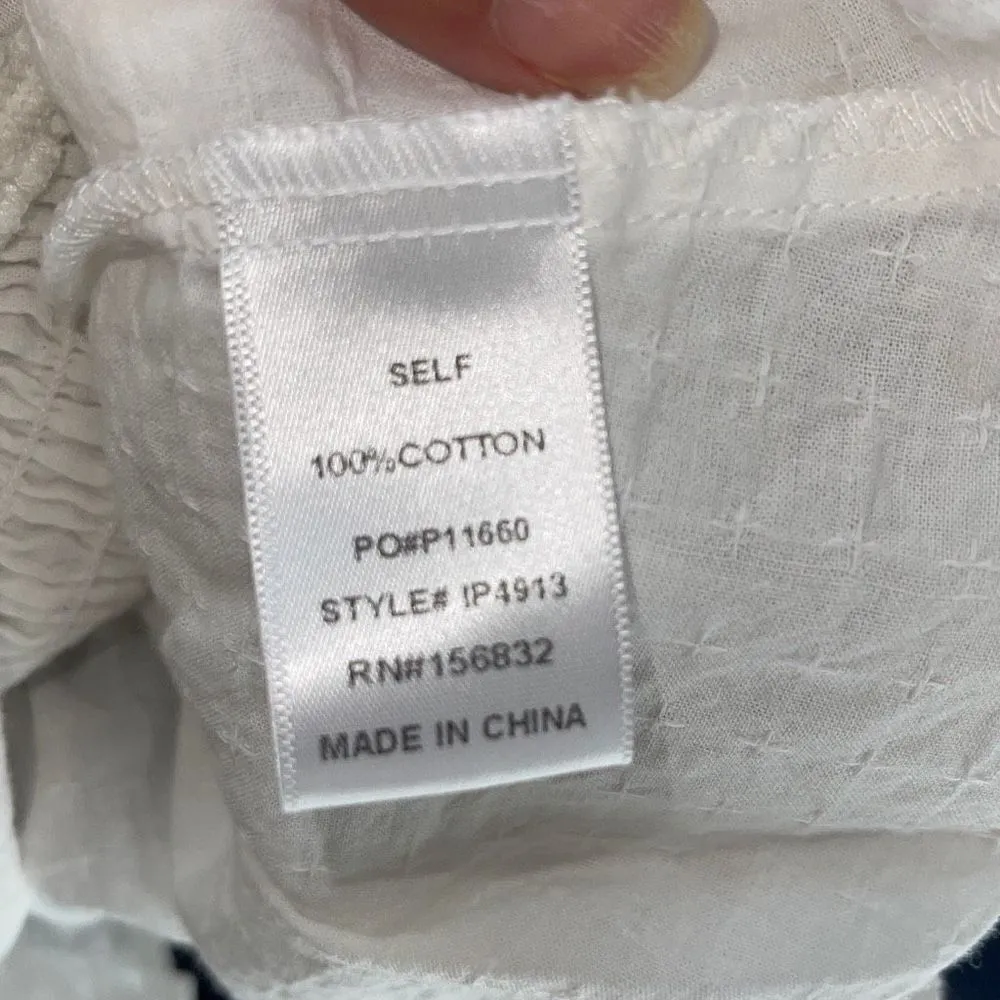 SELF
100%COTTON
PO#P11660
STYLE# IP4913
RN#156832
MADE IN CHINA